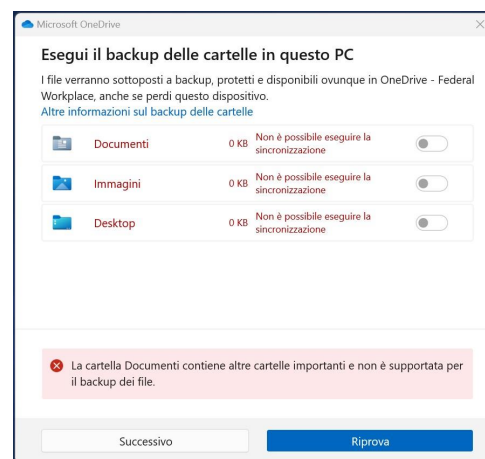 Microsoft OneDrive
Esegui il backup delle cartelle in questo PC
I file verranno sottoposti a backup, protetti e disponibili ovunque in OneDrive - Federal
Workplace, anche se perdi questo dispositivo.
Altre informazioni sul backup delle cartelle
Documenti 0 KB Non è possibile eseguire la
sincronizzazione
Immagini 0 KB Non è possibile eseguire la
sincronizzazione
Desktop 0 KB Non è possibile eseguire la
sincronizzazione
La cartella Documenti contiene altre cartelle importanti e non è supportata per
il backup dei file.
Successivo Riprova